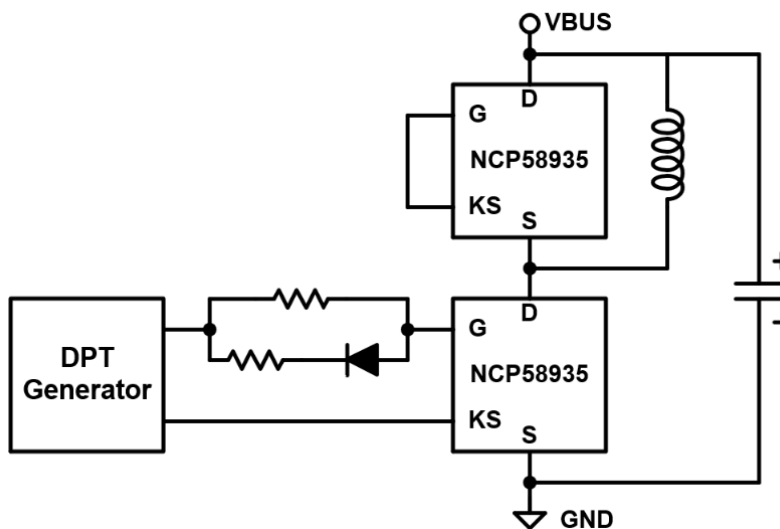 VBUS
D
G
NCP58935
KS
S
+
D
G
NCP58935
KS
S
-
DPT
Generator
GND